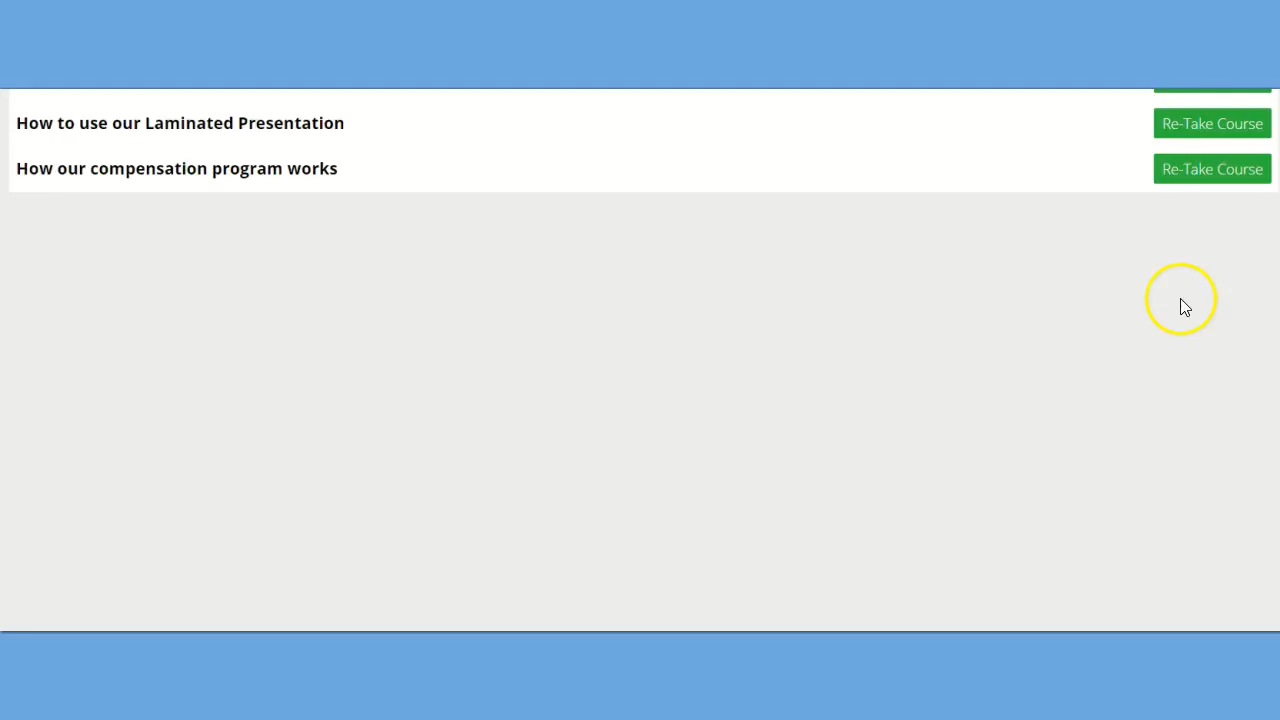 How to use our Laminated Presentation
Re-Take Course
How our compensation program works
Re-Take Course